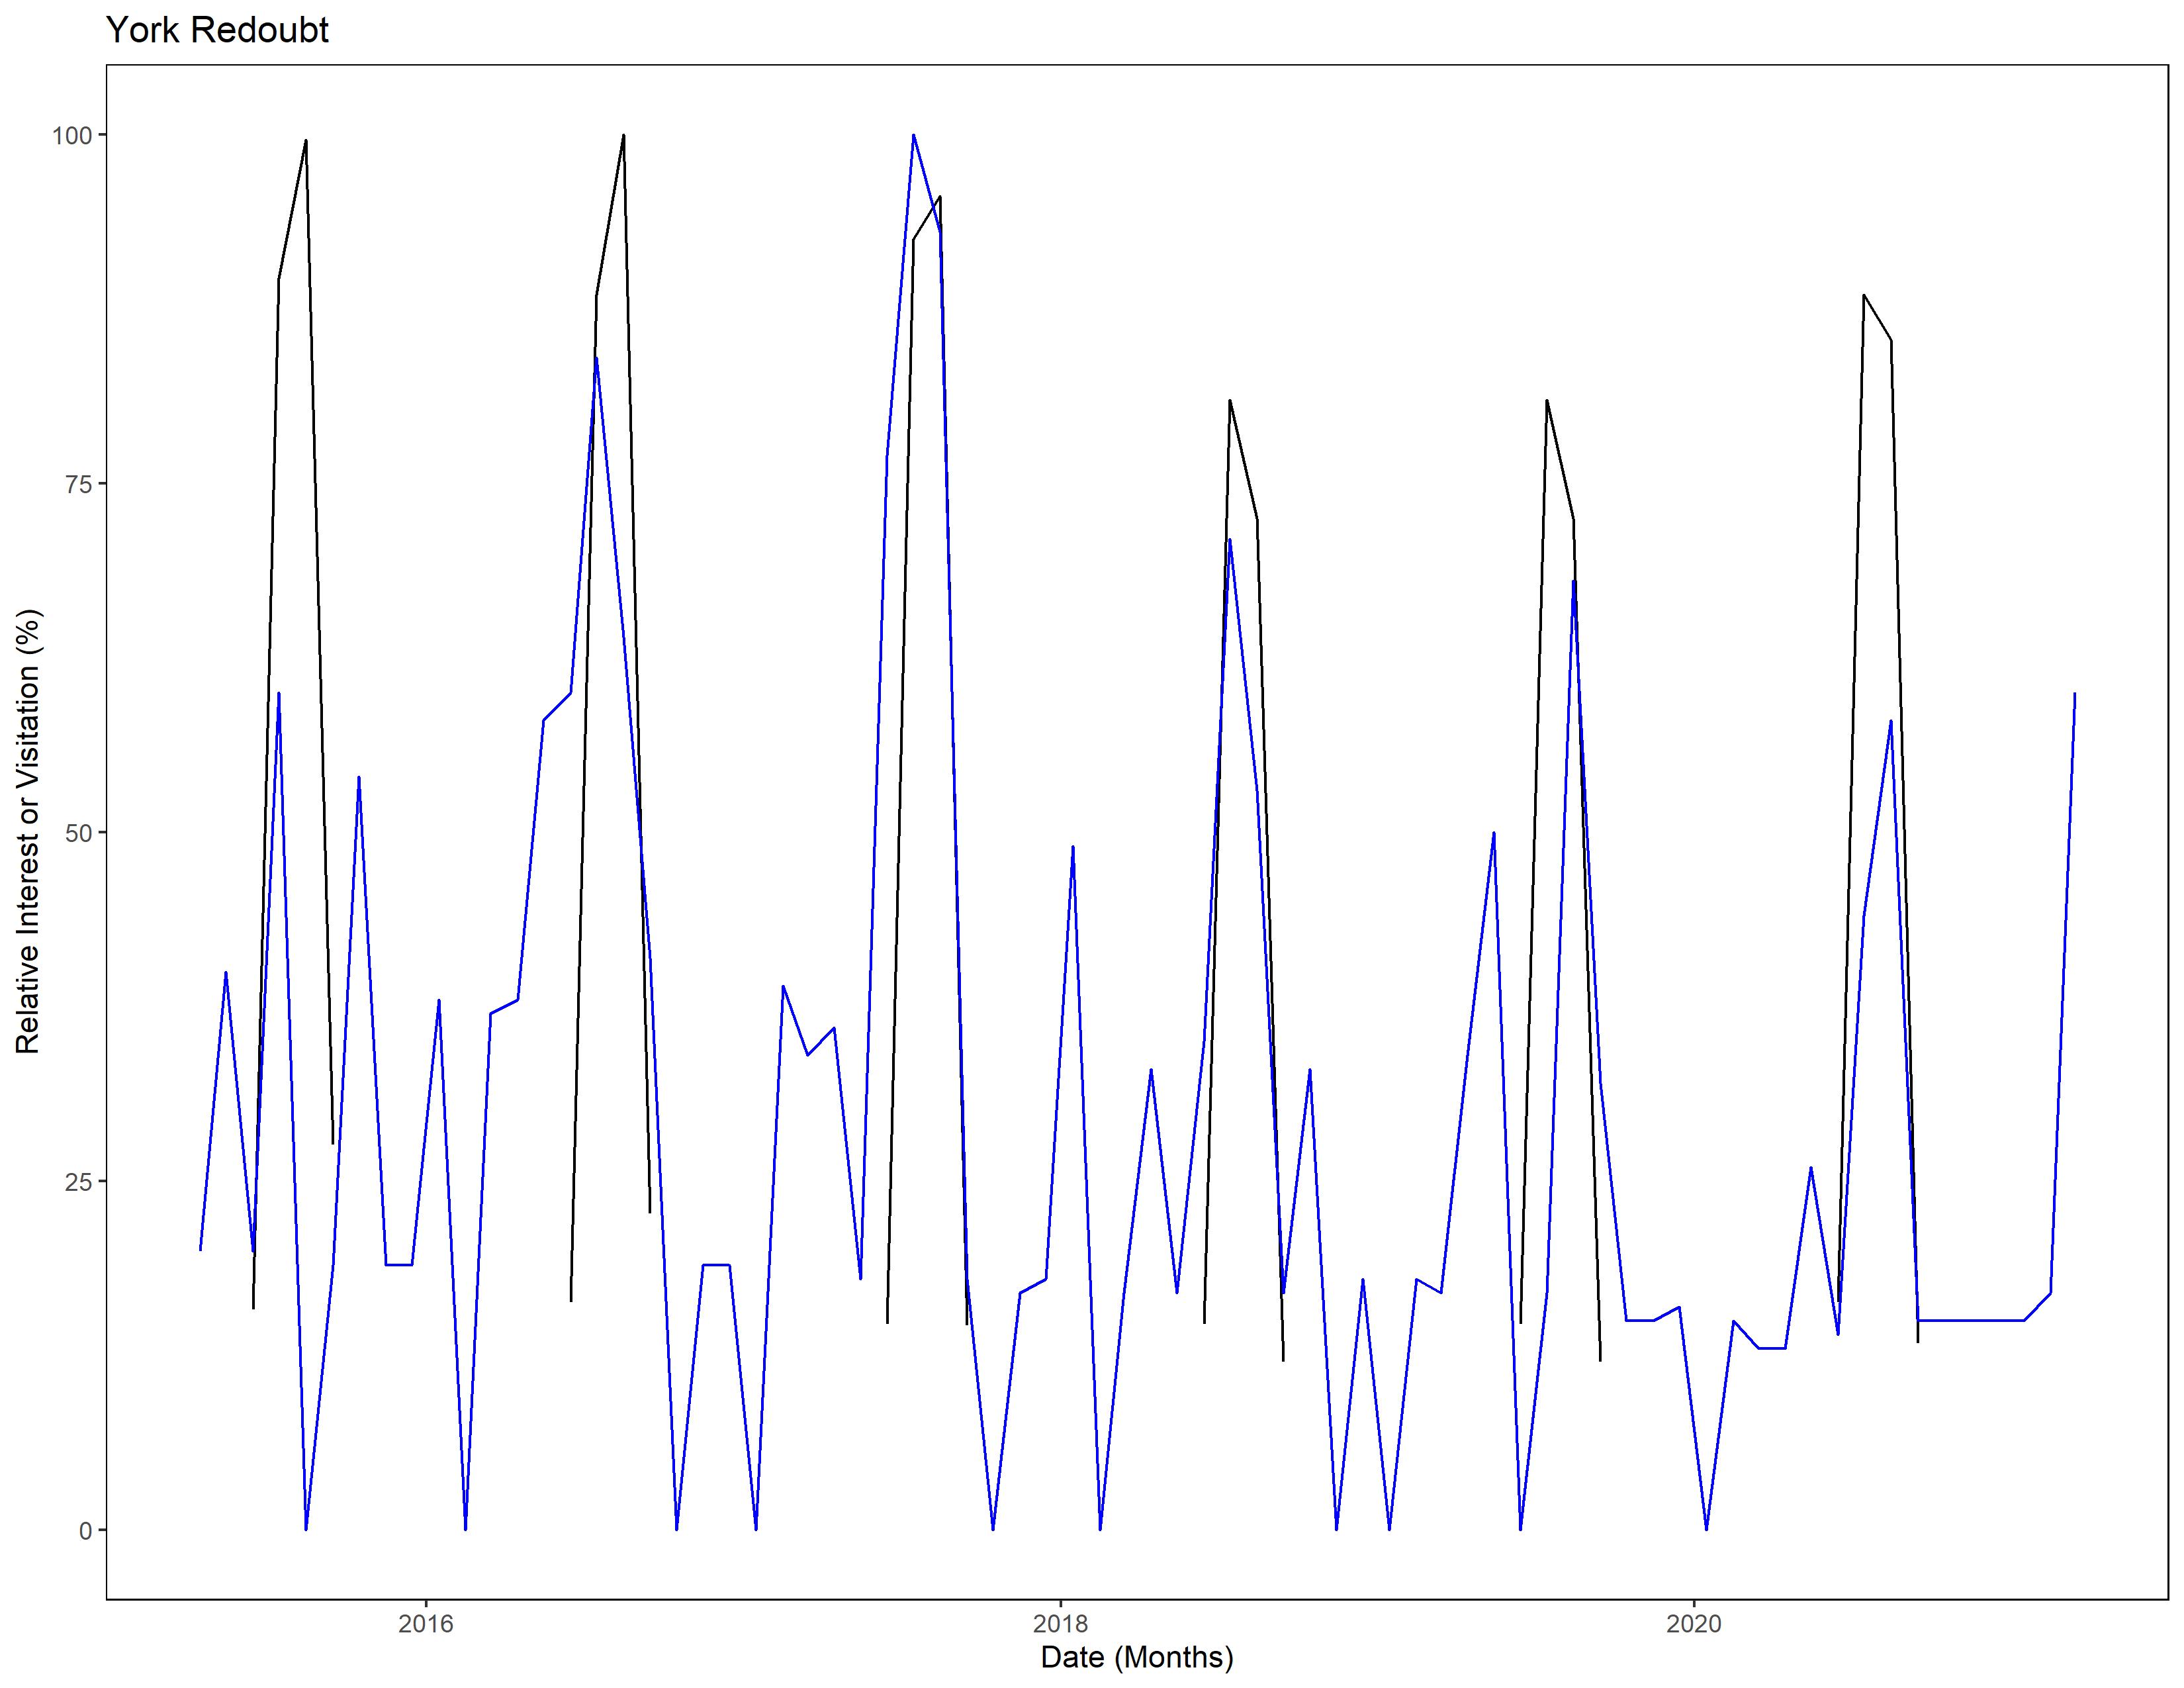 York Redoubt
100
75
50
25
0
Relative Interest or Visitation (%)
2016
2018
2020
Date (Months)